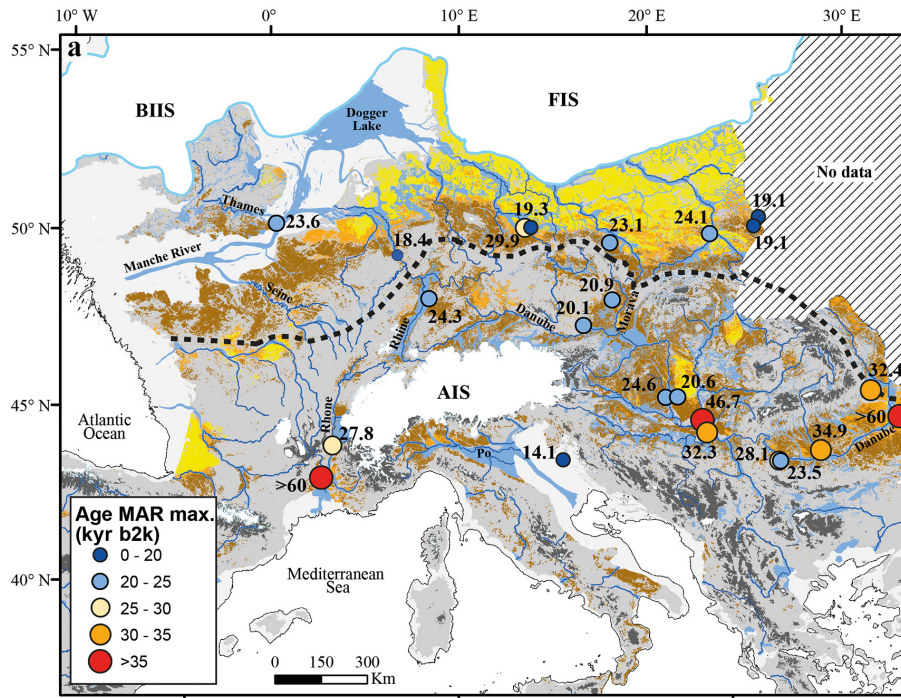 10° W
0°
10° E
20° E
30° E
55° N
a
BIIS
Dogger
Lake
FIS
No data
Thames
50° N
23.6
19.3
29.9
23.1
24.1
19.1
19.1
Manche River
18.4
Seine
Rhine
24.3
20.9
20.1
Danube
Morava
AIS
45° N
Atlantic
Ocean
Rhone
27.8
>60
Po
14.1
24.6
20.6
46.7
32.3
28.1
23.5
34.9
32.4
>60
Danube
40° N
Mediterranean
Sea
Age MAR max.
(kyr b2k)
0 - 20
20 - 25
25 - 30
30 - 35
>35
0 150 300
Km